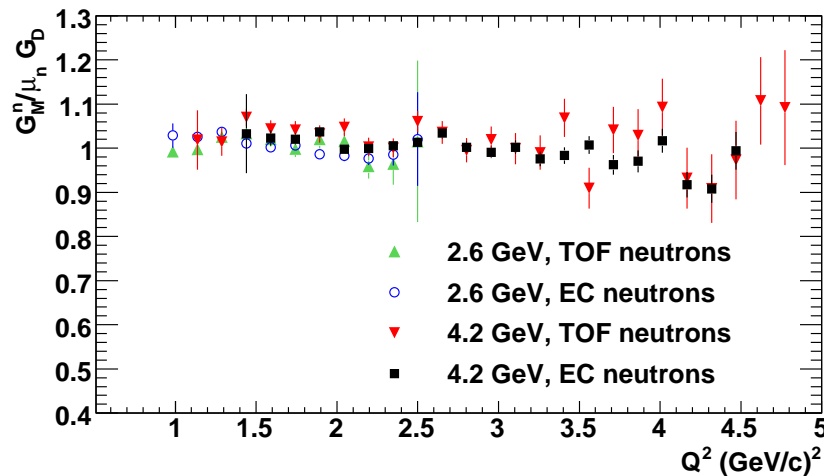 G_M^n/μ_n G_D
1.3
1.2
1.1
1
0.9
0.8
0.7
0.6
0.5
0.4
2.6 GeV, TOF neutrons
2.6 GeV, EC neutrons
4.2 GeV, TOF neutrons
4.2 GeV, EC neutrons
1 1.5 2 2.5 3 3.5 4 4.5 5
Q² (GeV/c)²